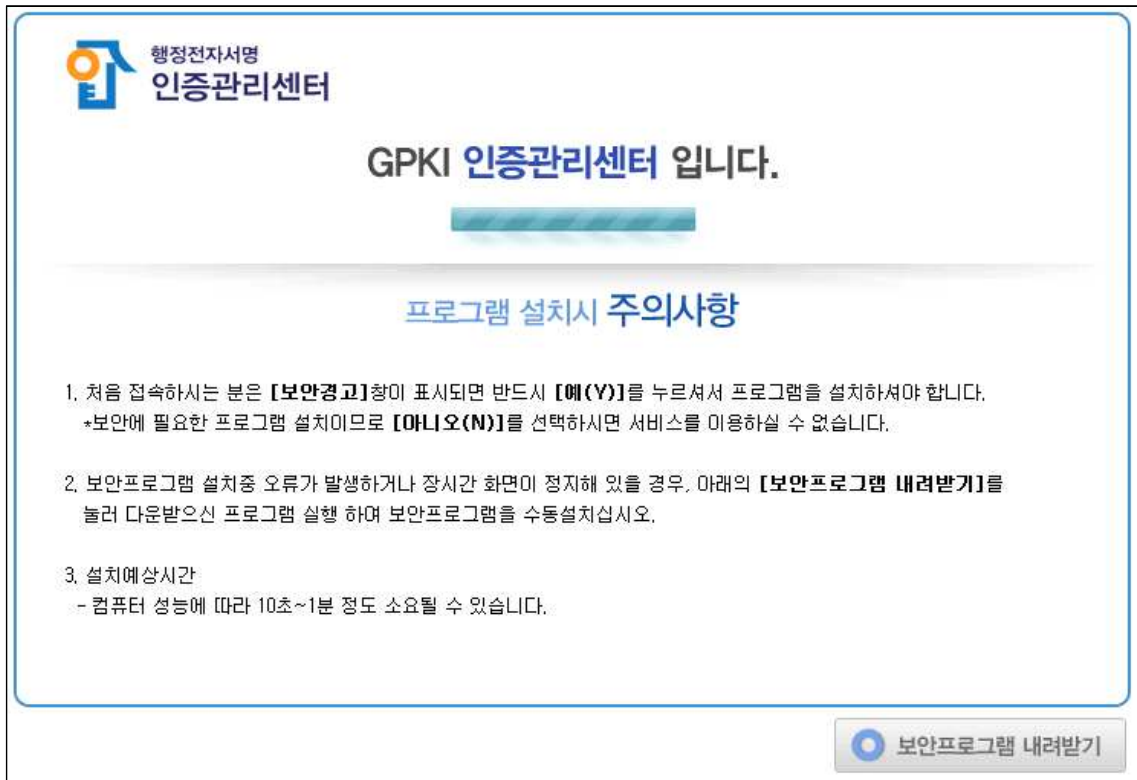 행정전자서명
인증관리센터
GPKI 인증관리센터 입니다.
프로그램 설치시 주의사항
1. 처음 접속하시는 분은 [보안경고]창이 표시되면 반드시 [예(Y)]를 누르셔서 프로그램을 설치하셔야 합니다.
*보안에 필요한 프로그램 설치이므로 [아니오(N)]를 선택하시면 서비스를 이용하실 수 없습니다.
2. 보안프로그램 설치중 오류가 발생하거나 장시간 화면이 정지해 있을 경우, 아래의 [보안프로그램 내려받기]를
눌러 다운받으신 프로그램 실행 하여 보안프로그램을 수동설치십시오.
3. 설치예상시간
- 컴퓨터 성능에 따라 10초~1분 정도 소요될 수 있습니다.
보안프로그램 내려받기